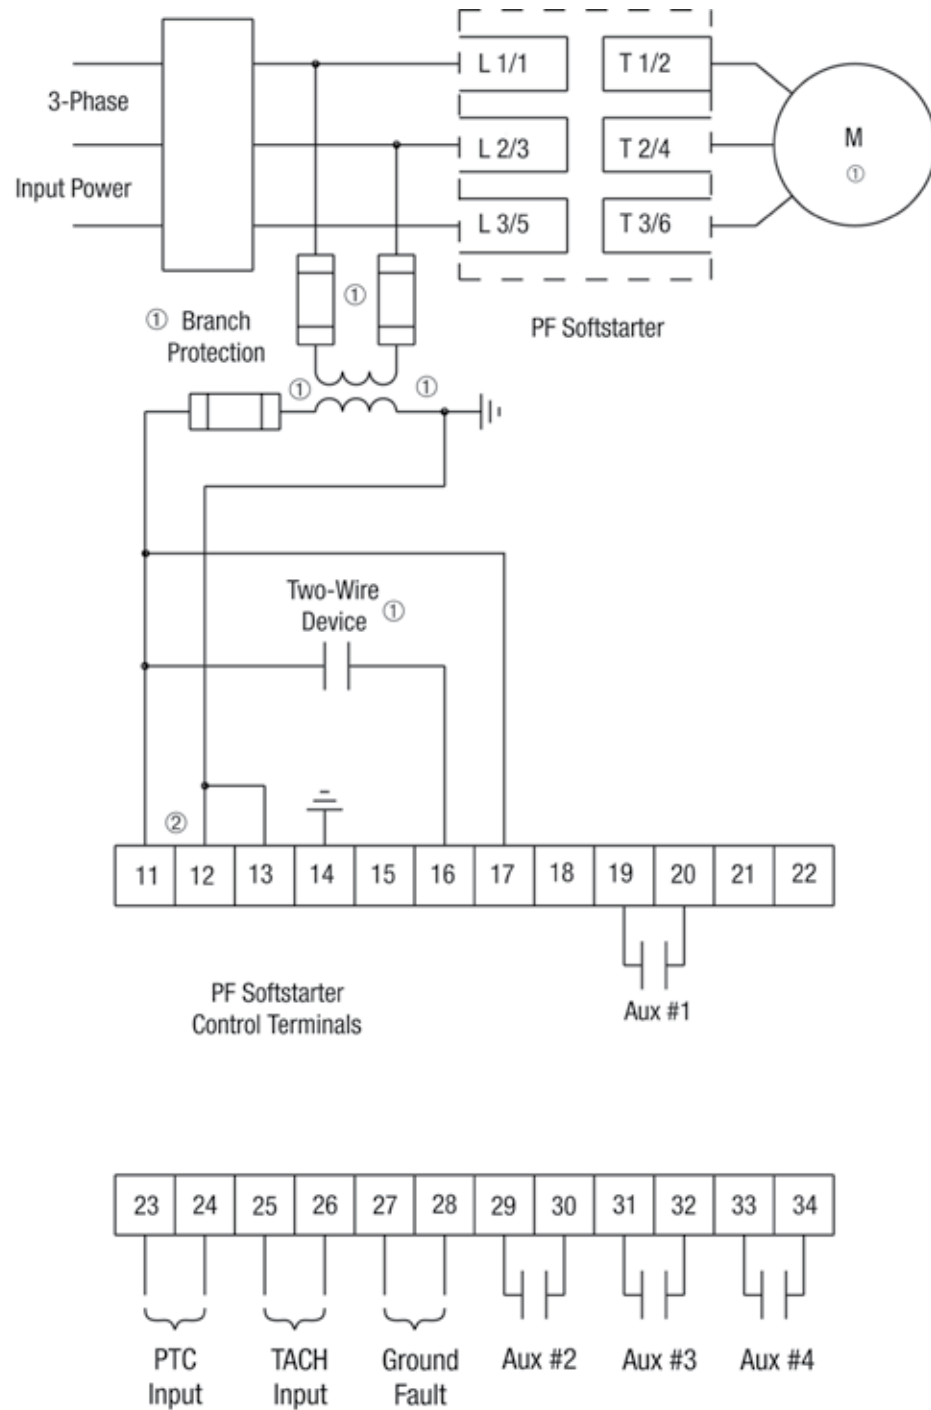 3-Phase
Input Power
L 1/1
T 1/2
L 2/3
T 2/4
L 3/5
T 3/6
M
①
PF Softstarter
① Branch
Protection
①
①
①
Two-Wire
Device ①
②
11 12 13 14 15 16 17 18 19 20 21 22
PF Softstarter
Control Terminals
Aux #1
23 24 25 26 27 28 29 30 31 32 33 34
PTC
Input
TACH
Input
Ground
Fault
Aux #2
Aux #3
Aux #4